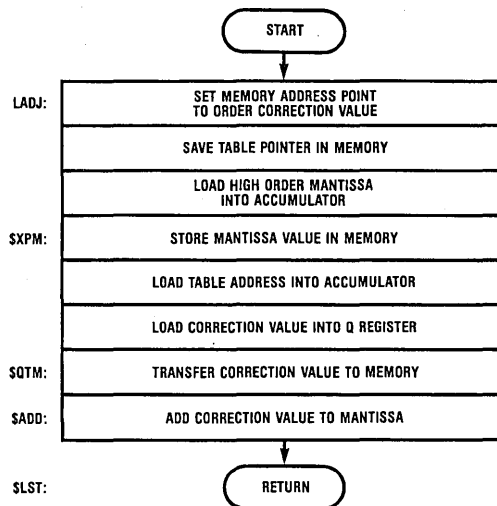 START
LADJ:
SET MEMORY ADDRESS POINT
TO ORDER CORRECTION VALUE
SAVE TABLE POINTER IN MEMORY
LOAD HIGH ORDER MANTISSA
INTO ACCUMULATOR
$XPM:
STORE MANTISSA VALUE IN MEMORY
LOAD TABLE ADDRESS INTO ACCUMULATOR
LOAD CORRECTION VALUE INTO Q REGISTER
$QTM:
TRANSFER CORRECTION VALUE TO MEMORY
$ADD:
ADD CORRECTION VALUE TO MANTISSA
$LST:
RETURN